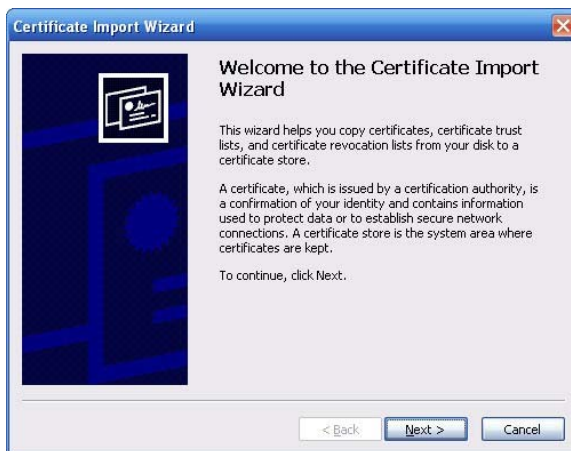 Certificate Import Wizard
Welcome to the Certificate Import
Wizard
This wizard helps you copy certificates, certificate trust
lists, and certificate revocation lists from your disk to a
certificate store.
A certificate, which is issued by a certification authority, is
a confirmation of your identity and contains information
used to protect data or to establish secure network
connections. A certificate store is the system area where
certificates are kept.
To continue, click Next.
< Back Next > Cancel